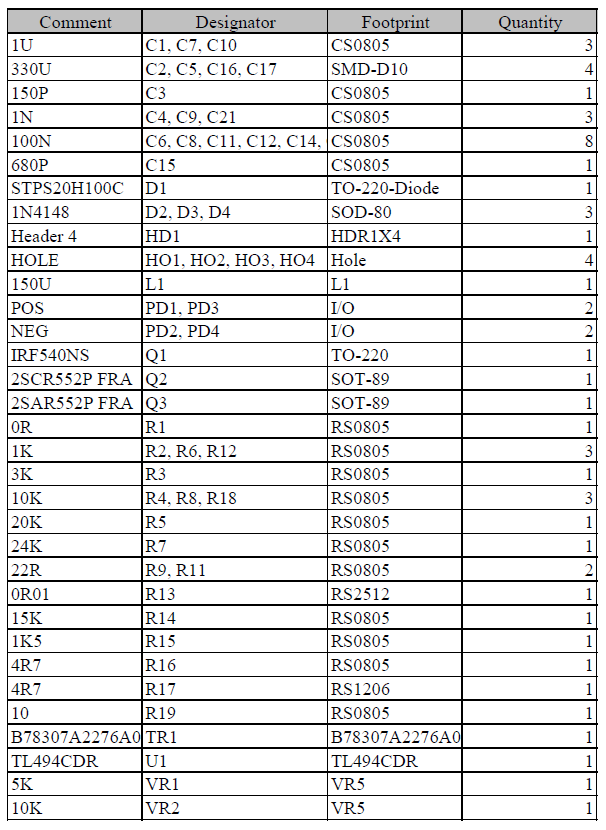 Comment Designator Footprint Quantity
1U C1, C7, C10 CS0805 3
330U C2, C5, C16, C17 SMD-D10 4
150P C3 CS0805 1
1N C4, C9, C21 CS0805 3
100N C6, C8, C11, C12, C14, CS0805 8
680P C15 CS0805 1
STPS20H100C D1 TO-220-Diode 1
1N4148 D2, D3, D4 SOD-80 3
Header 4 HD1 HDR1X4 1
HOLE HO1, HO2, HO3, HO4 Hole 4
150U L1 L1 1
POS PD1, PD3 I/O 2
NEG PD2, PD4 I/O 2
IRF540NS Q1 TO-220 1
2SCR552P FRA Q2 SOT-89 1
2SAR552P FRA Q3 SOT-89 1
0R R1 RS0805 1
1K R2, R6, R12 RS0805 3
3K R3 RS0805 1
10K R4, R8, R18 RS0805 3
20K R5 RS0805 1
24K R7 RS0805 1
22R R9, R11 RS0805 2
0R01 R13 RS2512 1
15K R14 RS0805 1
1K5 R15 RS0805 1
4R7 R16 RS0805 1
4R7 R17 RS1206 1
10 R19 RS0805 1
B78307A2276A0 TR1 B78307A2276A0 1
TL494CDR U1 TL494CDR 1
5K VR1 VR5 1
10K VR2 VR5 1